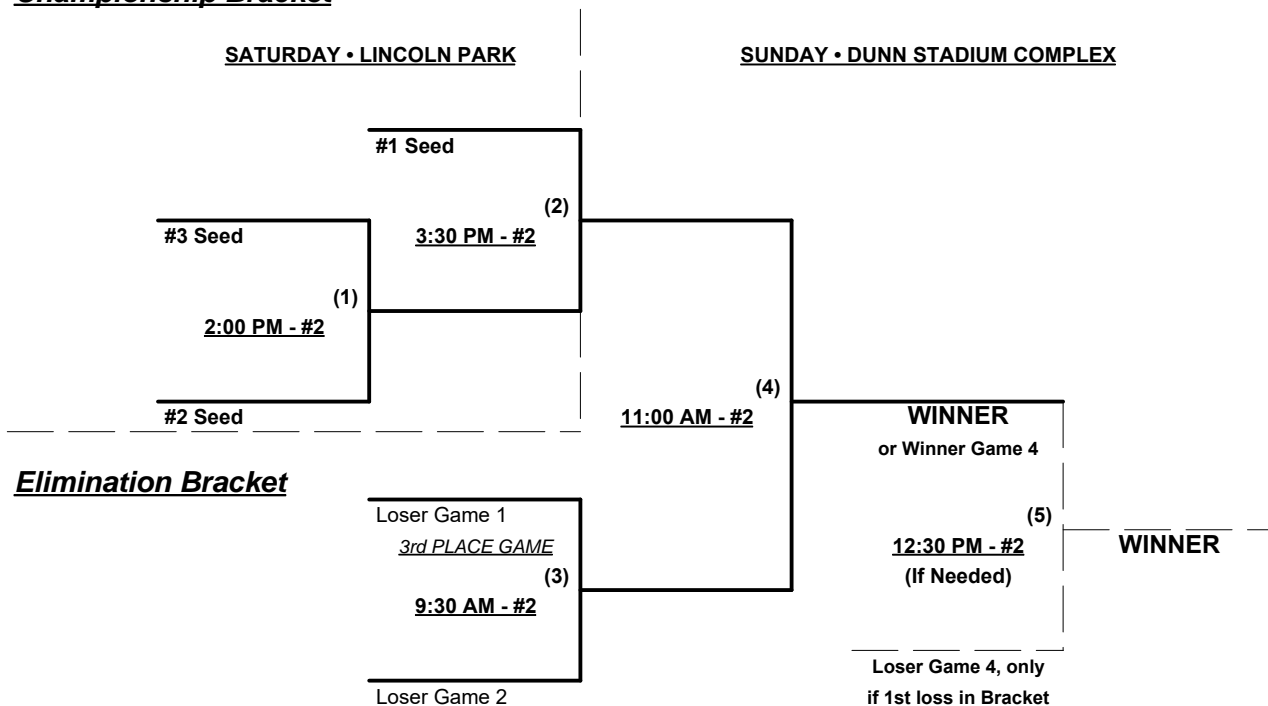 Championship Bracket
SATURDAY • LINCOLN PARK
SUNDAY • DUNN STADIUM COMPLEX
#1 Seed
(2)
3:30 PM - #2
#3 Seed
(1)
2:00 PM - #2
#2 Seed
(4)
11:00 AM - #2
WINNER
or Winner Game 4
Elimination Bracket
Loser Game 1
3rd PLACE GAME
(3)
9:30 AM - #2
Loser Game 2
(5)
12:30 PM - #2
(If Needed)
WINNER
Loser Game 4, only
if 1st loss in Bracket